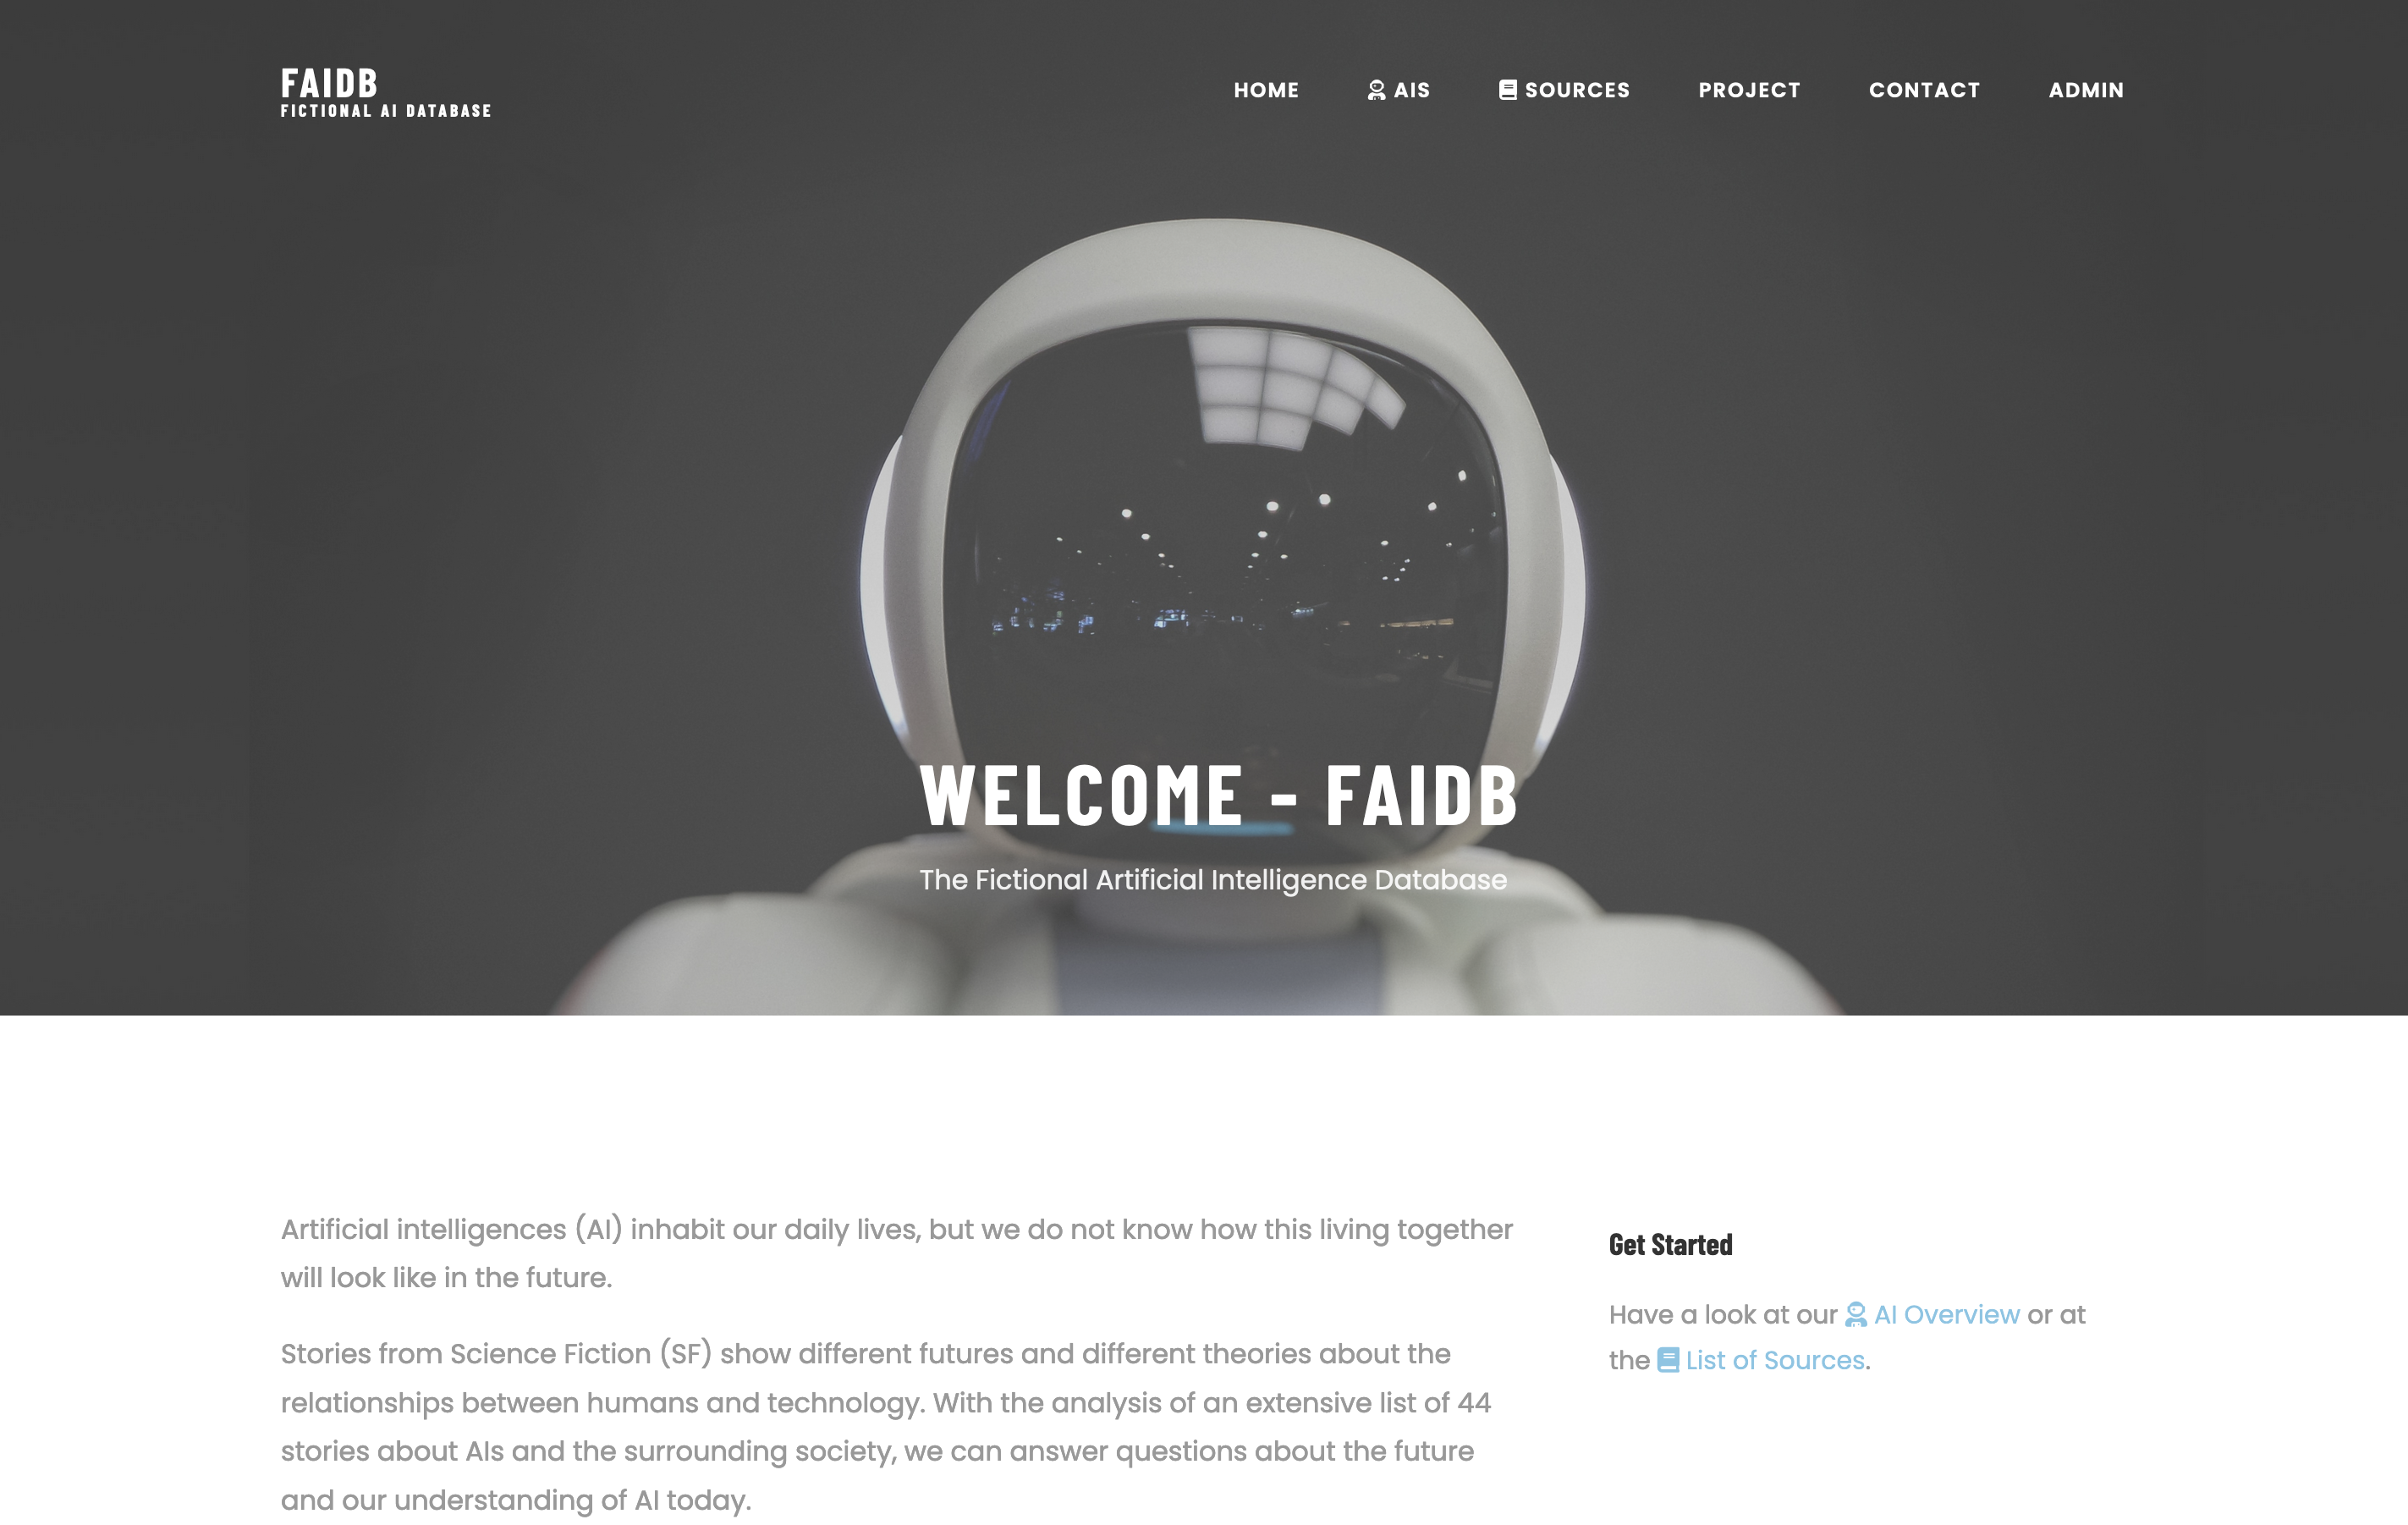 FAIDB
FICTIONAL AI DATABASE
HOME AIS SOURCES PROJECT CONTACT ADMIN
WELCOME - FAIDB
The Fictional Artificial Intelligence Database
Artificial intelligences (AI) inhabit our daily lives, but we do not know how this living together
will look like in the future.
Stories from Science Fiction (SF) show different futures and different theories about the
relationships between humans and technology. With the analysis of an extensive list of 44
stories about AIs and the surrounding society, we can answer questions about the future
and our understanding of AI today.
Get Started
Have a look at our AI Overview or at
the List of Sources.